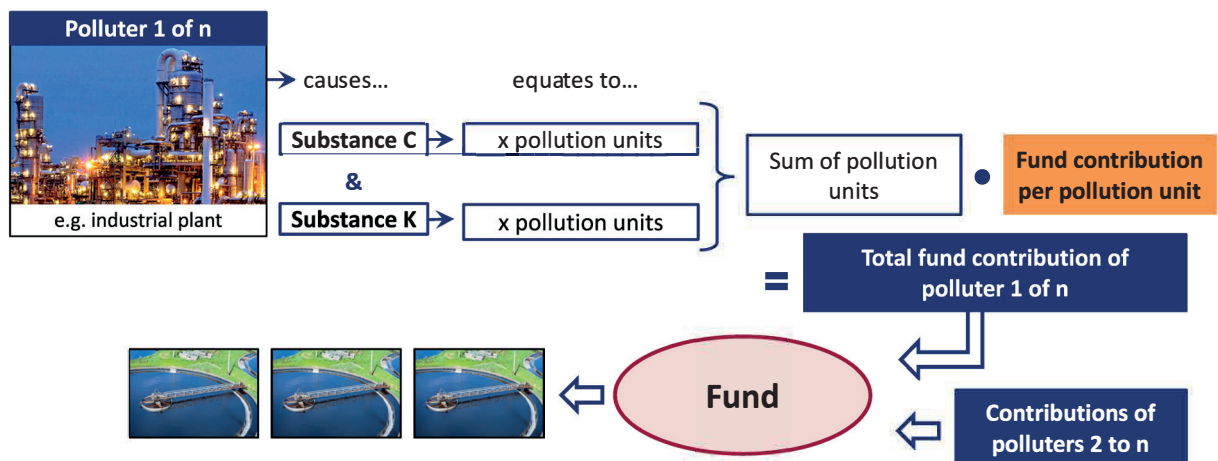 Polluter 1 of n
e.g. industrial plant
causes...
equates to...
Substance C
x pollution units
&
Substance K
x pollution units
Sum of pollution
units
•
Fund contribution
per pollution unit
=
Total fund contribution of
polluter 1 of n
Fund
Contributions of
polluters 2 to n